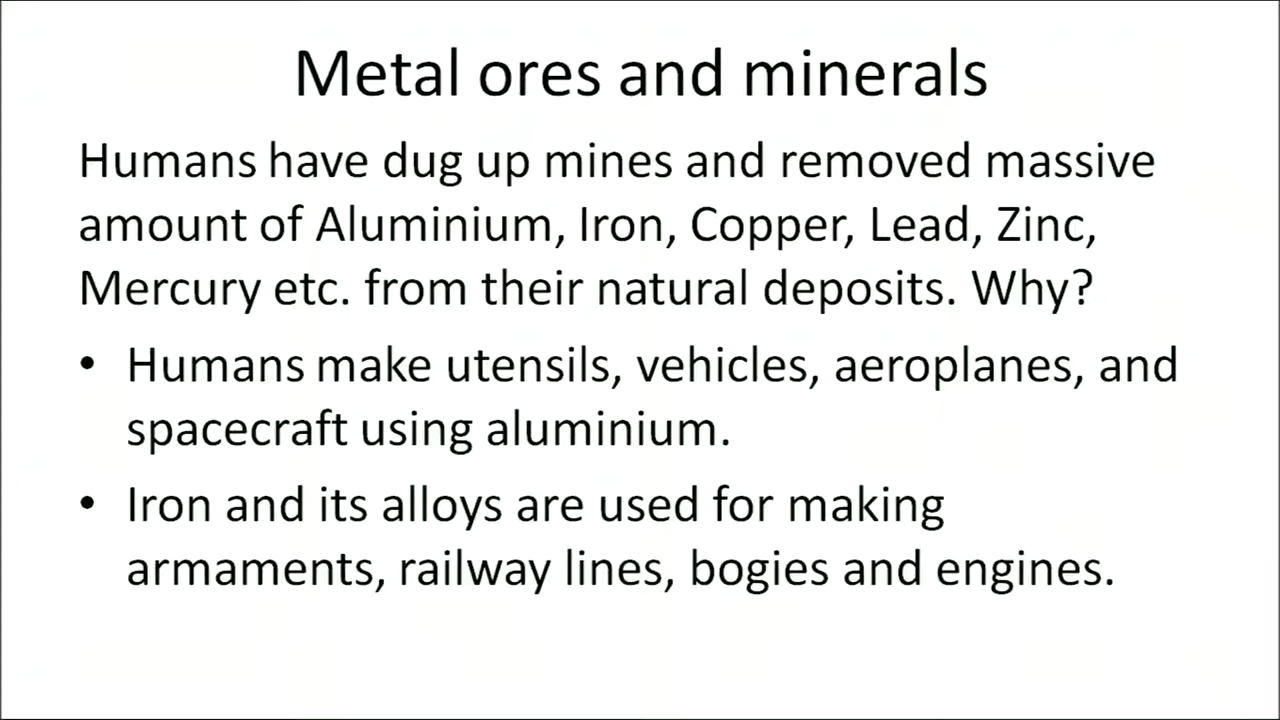 Metal ores and minerals
Humans have dug up mines and removed massive
amount of Aluminium, Iron, Copper, Lead, Zinc,
Mercury etc. from their natural deposits. Why?
• Humans make utensils, vehicles, aeroplanes, and
spacecraft using aluminium.
• Iron and its alloys are used for making
armaments, railway lines, bogies and engines.